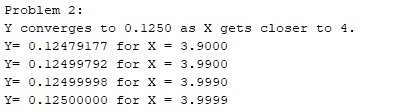 Problem 2:
Y converges to 0.1250 as X gets closer to 4.
Y= 0.12479177 for X = 3.9000
Y= 0.12497992 for X = 3.9900
Y= 0.12499998 for X = 3.9990
Y= 0.12500000 for X = 3.9999